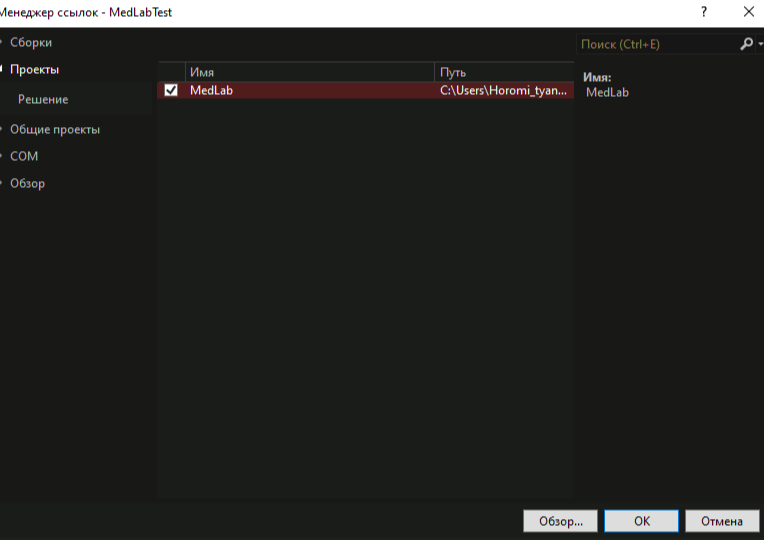 Менеджер ссылок - MedLabTest
?
Сборки
Проекты
Решение
Общие проекты
COM
Обзор
Имя Путь
MedLab C:\Users\Horomi_tyan...
Поиск (Ctrl+E)
Имя:
MedLab
Обзор... ОК Отмена